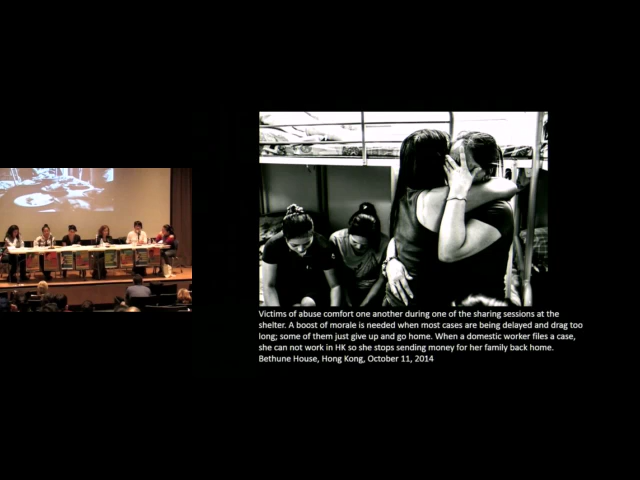 Victims of abuse comfort one another during one of the sharing sessions at the
shelter. A boost of morale is needed when most cases are being delayed and drag too
long; some of them just give up and go home. When a domestic worker files a case,
she can not work in HK so she stops sending money for her family back home.
Bethune House, Hong Kong, October 11, 2014